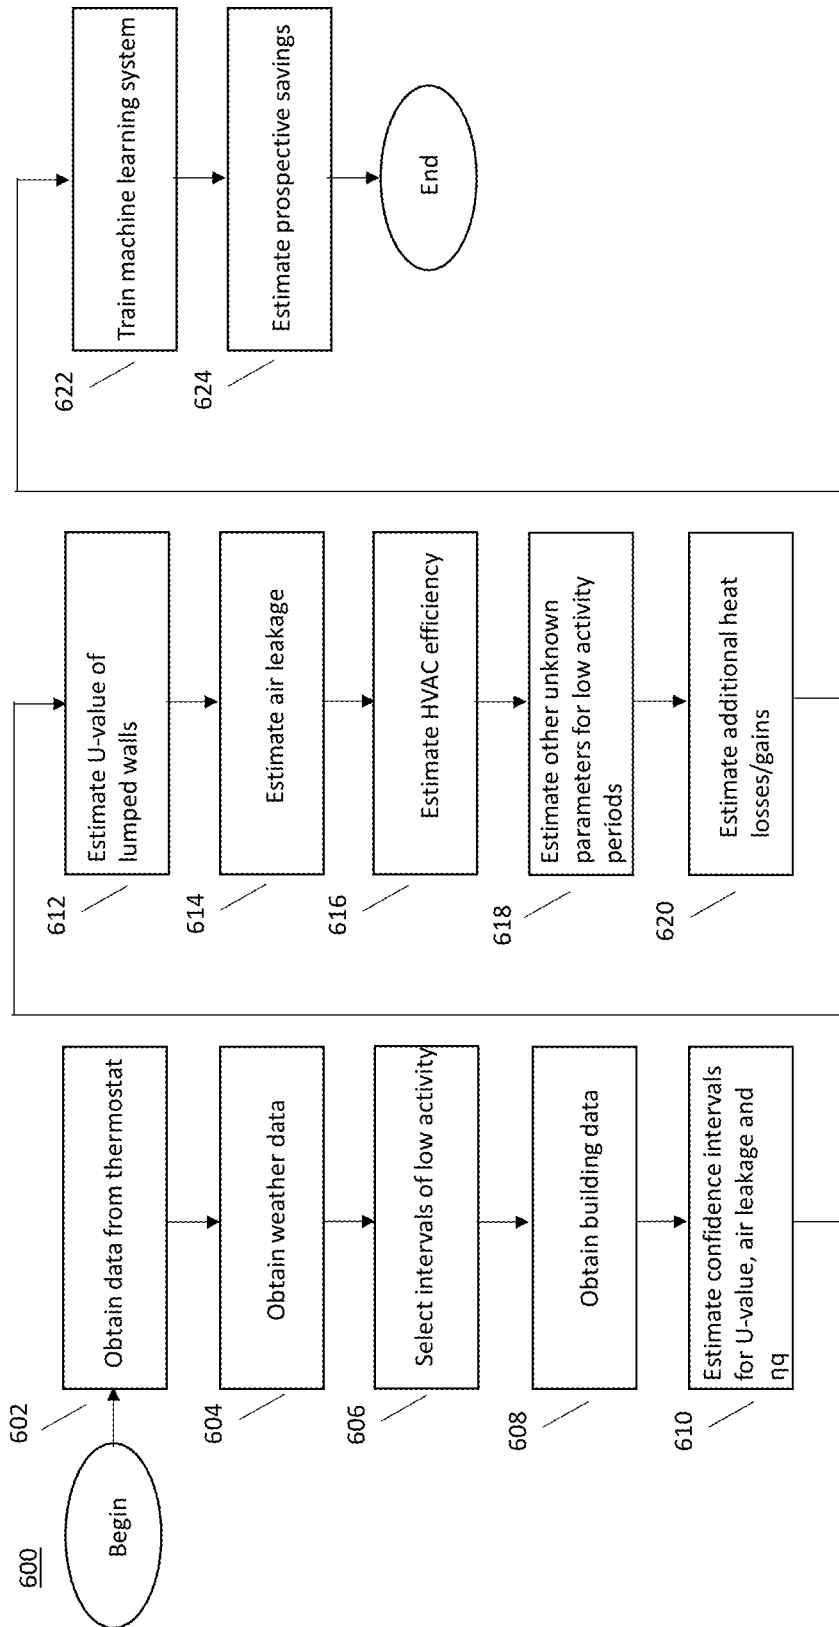 600
Begin
602
Obtain data from thermostat
604
Obtain weather data
606
Select intervals of low activity
608
Obtain building data
610
Estimate confidence intervals
for U-value, air leakage and
ηq
612
Estimate U-value of
lumped walls
614
Estimate air leakage
616
Estimate HVAC efficiency
618
Estimate other unknown
parameters for low activity
periods
620
Estimate additional heat
losses/gains
622
Train machine learning system
624
Estimate prospective savings
End